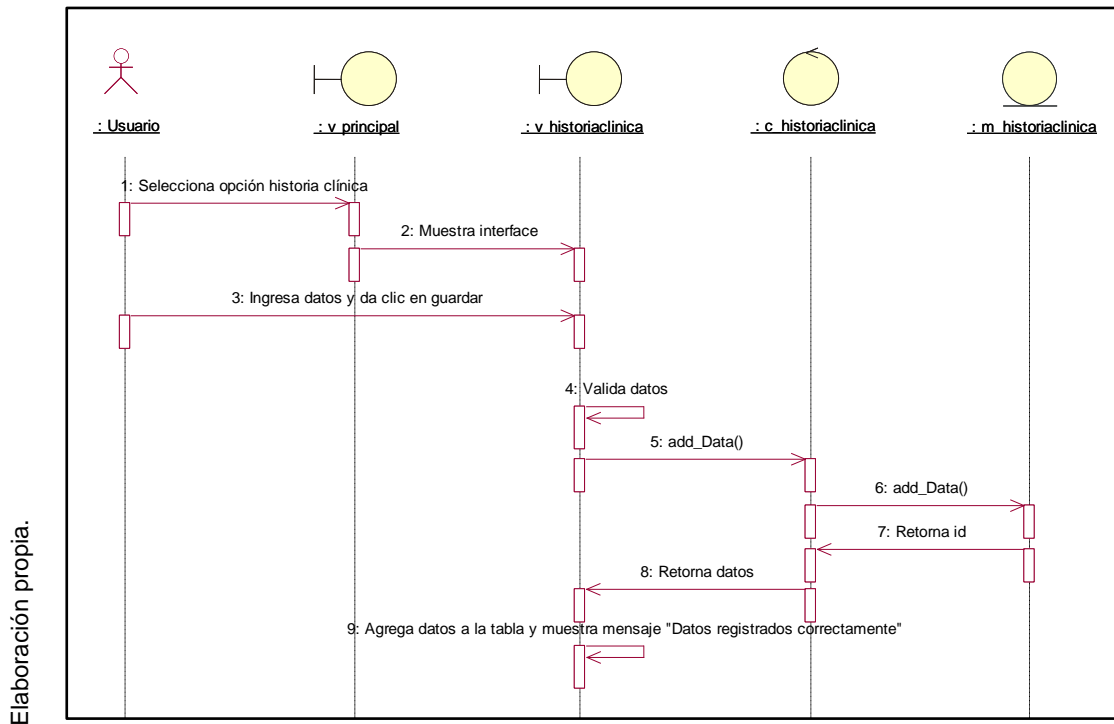 : Usuario
: v_principal
: v_historiaclinica
: c_historiaclinica
: m_historiaclinica
1: Selecciona opción historia clínica
2: Muestra interface
3: Ingresa datos y da clic en guardar
4: Valida datos
5: add_Data()
6: add_Data()
7: Retorna id
8: Retorna datos
9: Agrega datos a la tabla y muestra mensaje "Datos registrados correctamente"
Elaboración propia.